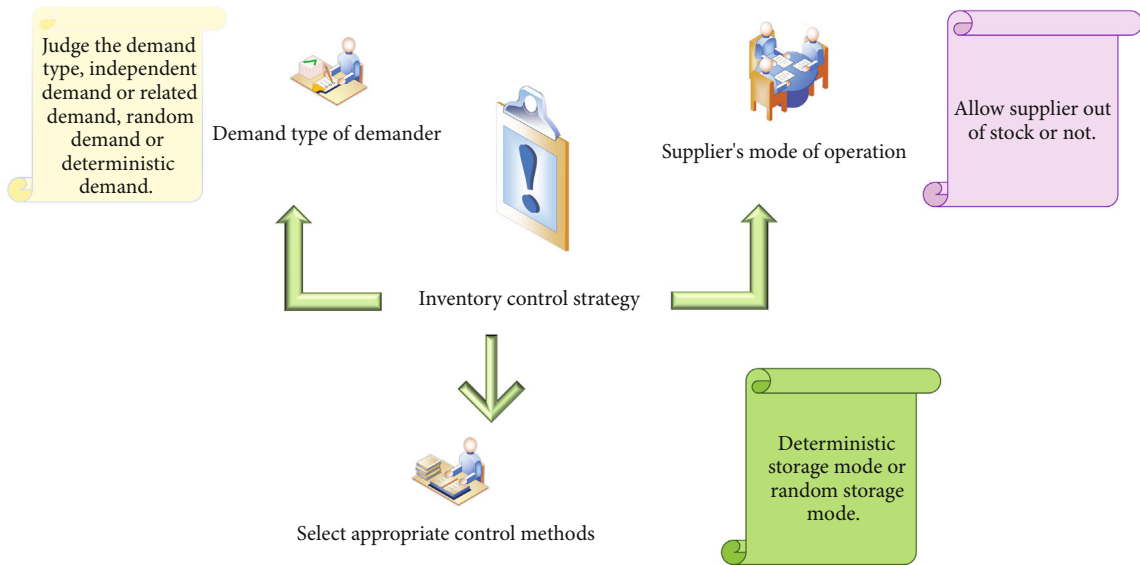 Judge the demand
type, independent
demand or related
demand, random
demand or
deterministic
demand.
Demand type of demander
Supplier's mode of operation
Allow supplier out
of stock or not.
Inventory control strategy
Select appropriate control methods
Deterministic
storage mode or
random storage
mode.